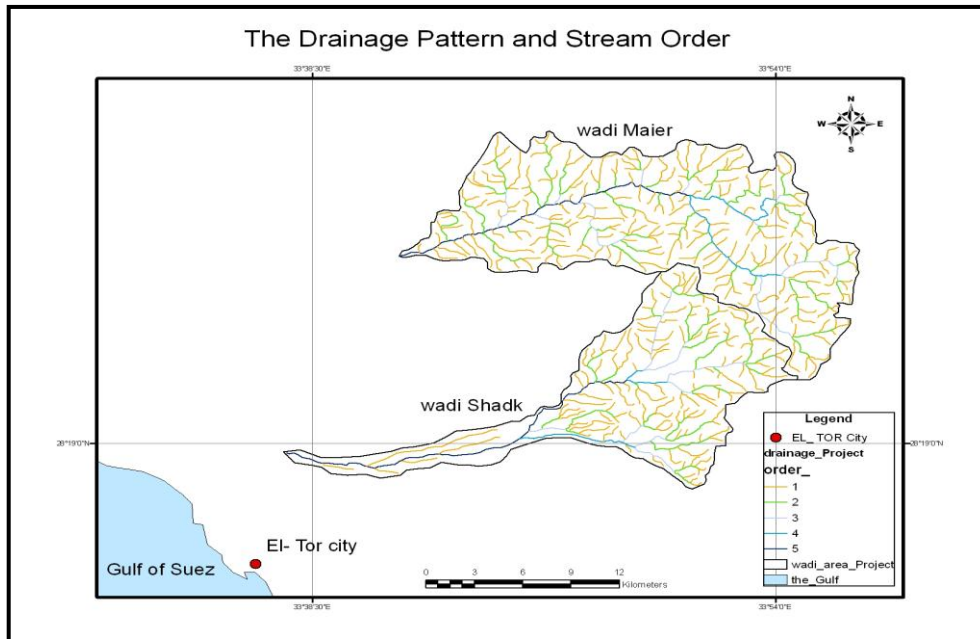 The Drainage Pattern and Stream Order
33°38'30"E
33°54'0"E
N
W E
S
wadi Maier
wadi Shadk
28°19'0"N
28°19'0"N
Legend
EL_ TOR City
drainage_Project
order_
1
2
3
4
5
wadi_area_Project
the_Gulf
El- Tor city
Gulf of Suez
0 3 6 9 12
Kilometers
33°38'30"E
33°54'0"E